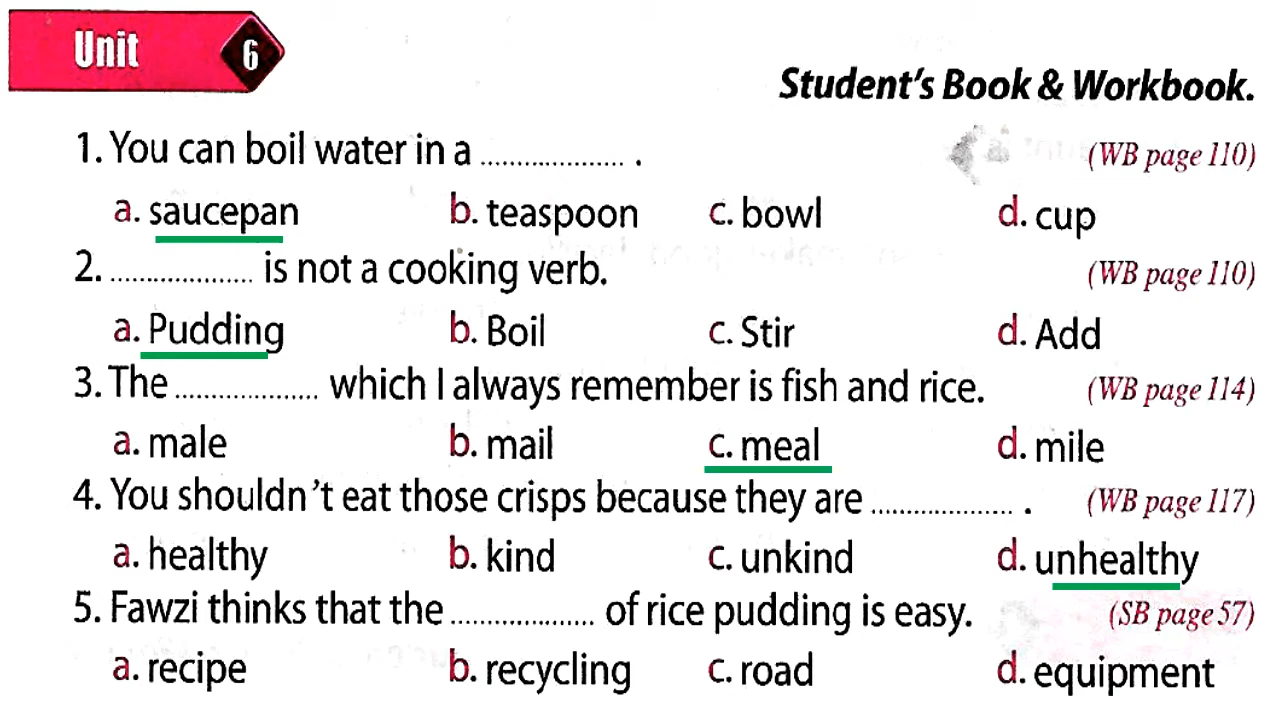 Unit 6
Student's Book & Workbook.
1. You can boil water in a .................... . (WB page 110)
a. saucepan b. teaspoon c. bowl d. cup
2. .................... is not a cooking verb. (WB page 110)
a. Pudding b. Boil c. Stir d. Add
3. The .................... which I always remember is fish and rice. (WB page 114)
a. male b. mail c. meal d. mile
4. You shouldn't eat those crisps because they are .................... . (WB page 117)
a. healthy b. kind c. unkind d. unhealthy
5. Fawzi thinks that the .................... of rice pudding is easy. (SB page 57)
a. recipe b. recycling c. road d. equipment